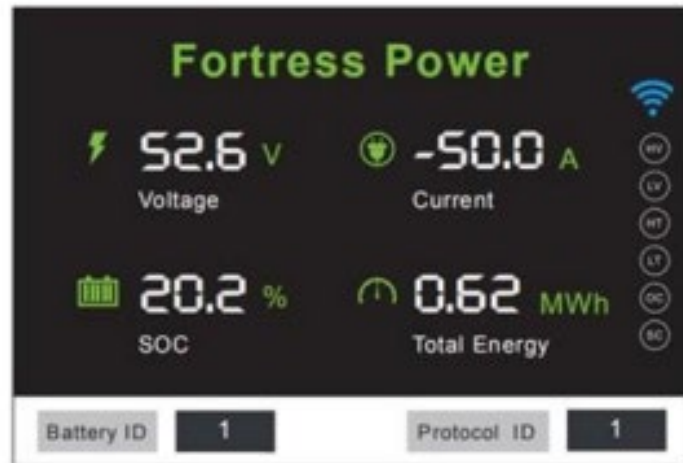 Fortress Power
52.6 V
-50.0 A
Voltage
Current
HV
LV
HT
LT
OC
SC
20.2 %
0.62 MWh
SOC
Total Energy
Battery ID
1
Protocol ID
1